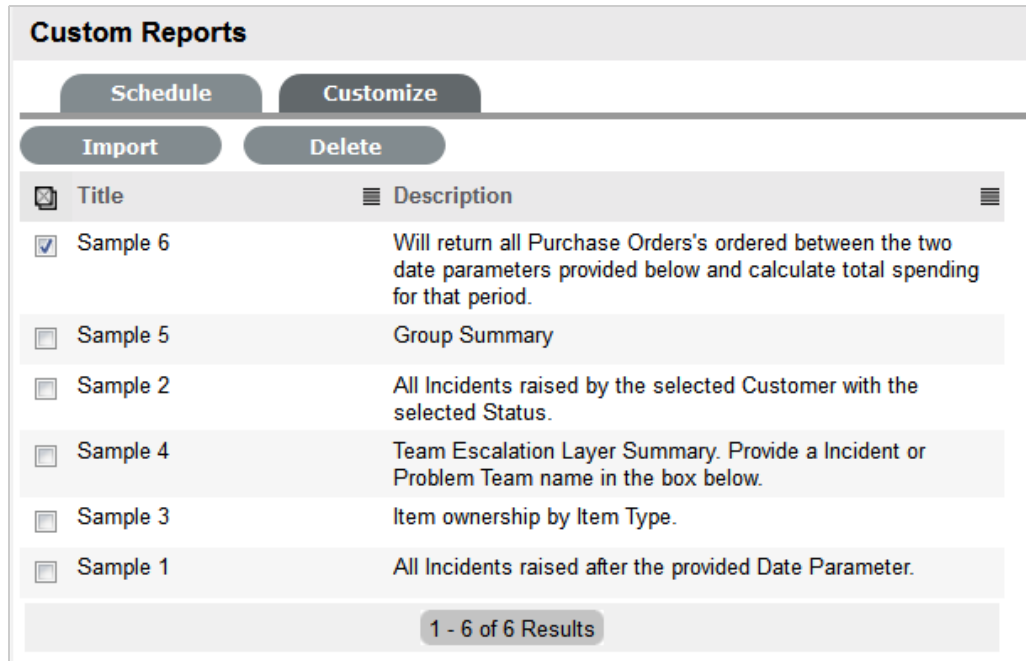 Custom Reports
Schedule Customize
Import Delete
Title Description
Sample 6 Will return all Purchase Orders's ordered between the two
date parameters provided below and calculate total spending
for that period.
Sample 5 Group Summary
Sample 2 All Incidents raised by the selected Customer with the
selected Status.
Sample 4 Team Escalation Layer Summary. Provide a Incident or
Problem Team name in the box below.
Sample 3 Item ownership by Item Type.
Sample 1 All Incidents raised after the provided Date Parameter.
1 - 6 of 6 Results